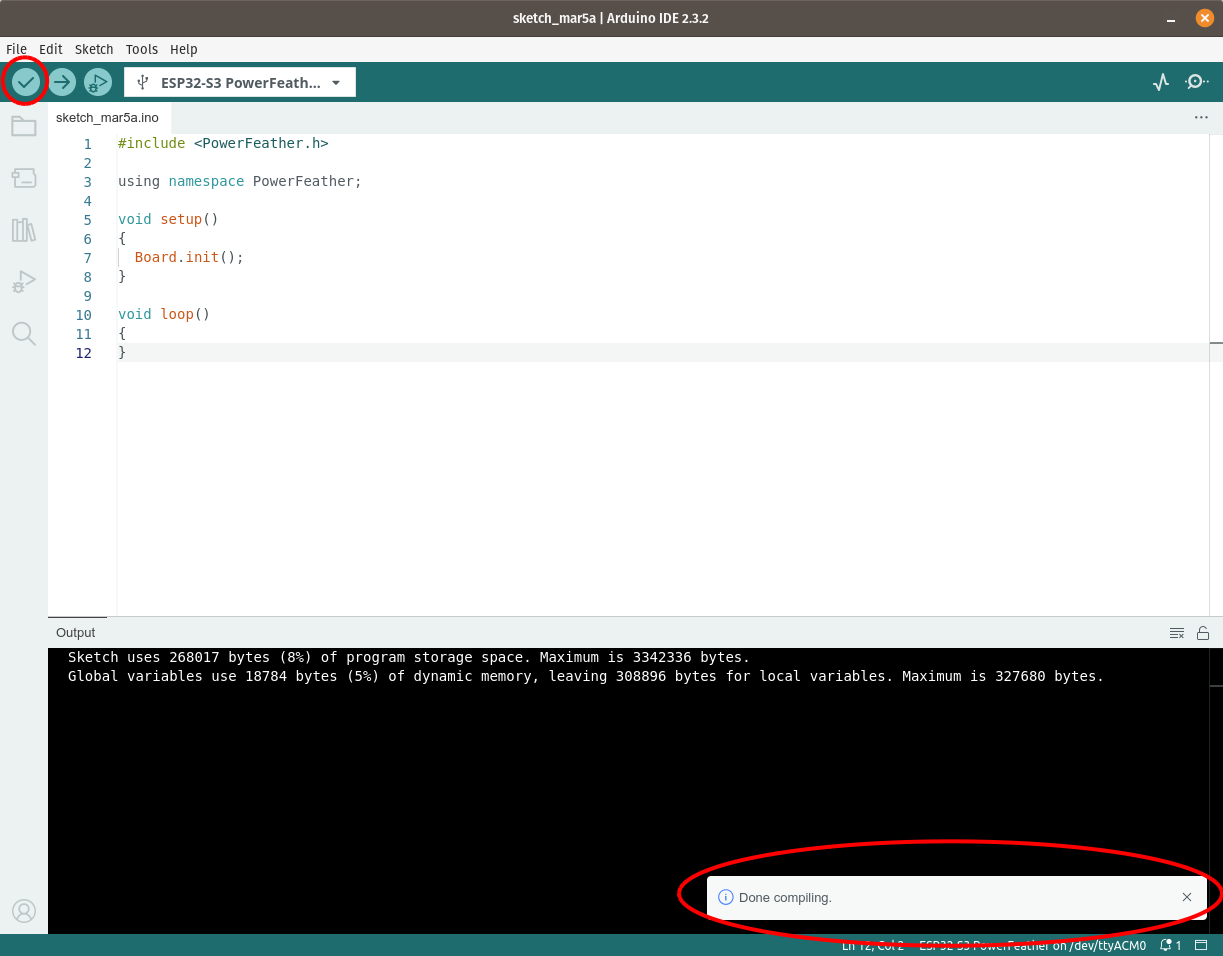 sketch_mar5a | Arduino IDE 2.3.2
File Edit Sketch Tools Help
ESP32-S3 PowerFeath...
sketch_mar5a.ino
1 #include <PowerFeather.h>
2
3 using namespace PowerFeather;
4
5 void setup()
6 {
7 Board.init();
8 }
9
10 void loop()
11 {
12 }
Output
Sketch uses 268017 bytes (8%) of program storage space. Maximum is 3342336 bytes.
Global variables use 18784 bytes (5%) of dynamic memory, leaving 308896 bytes for local variables. Maximum is 327680 bytes.
Done compiling.
Ln 12, Col 2 ESP32-S3 PowerFeather on /dev/ttyACM0 1